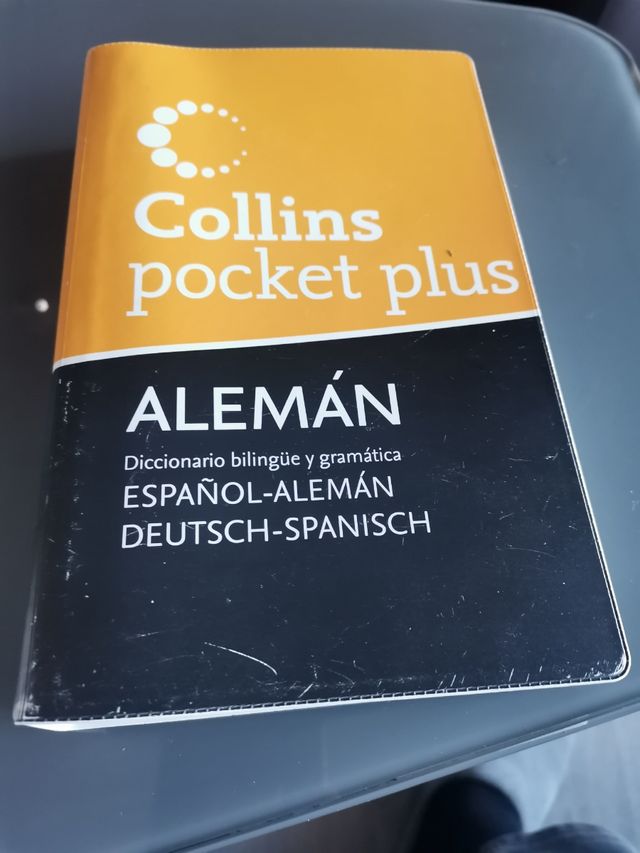 Collins
pocket plus
ALEMÁN
Diccionario bilingüe y gramática
ESPAÑOL-ALEMÁN
DEUTSCH-SPANISCH